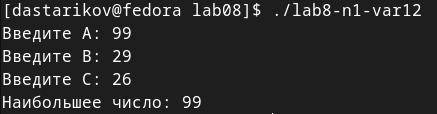 [dastarikov@fedora lab08]$ ./lab8-n1-var12
Введите A: 99
Введите B: 29
Введите C: 26
Наибольшее число: 99